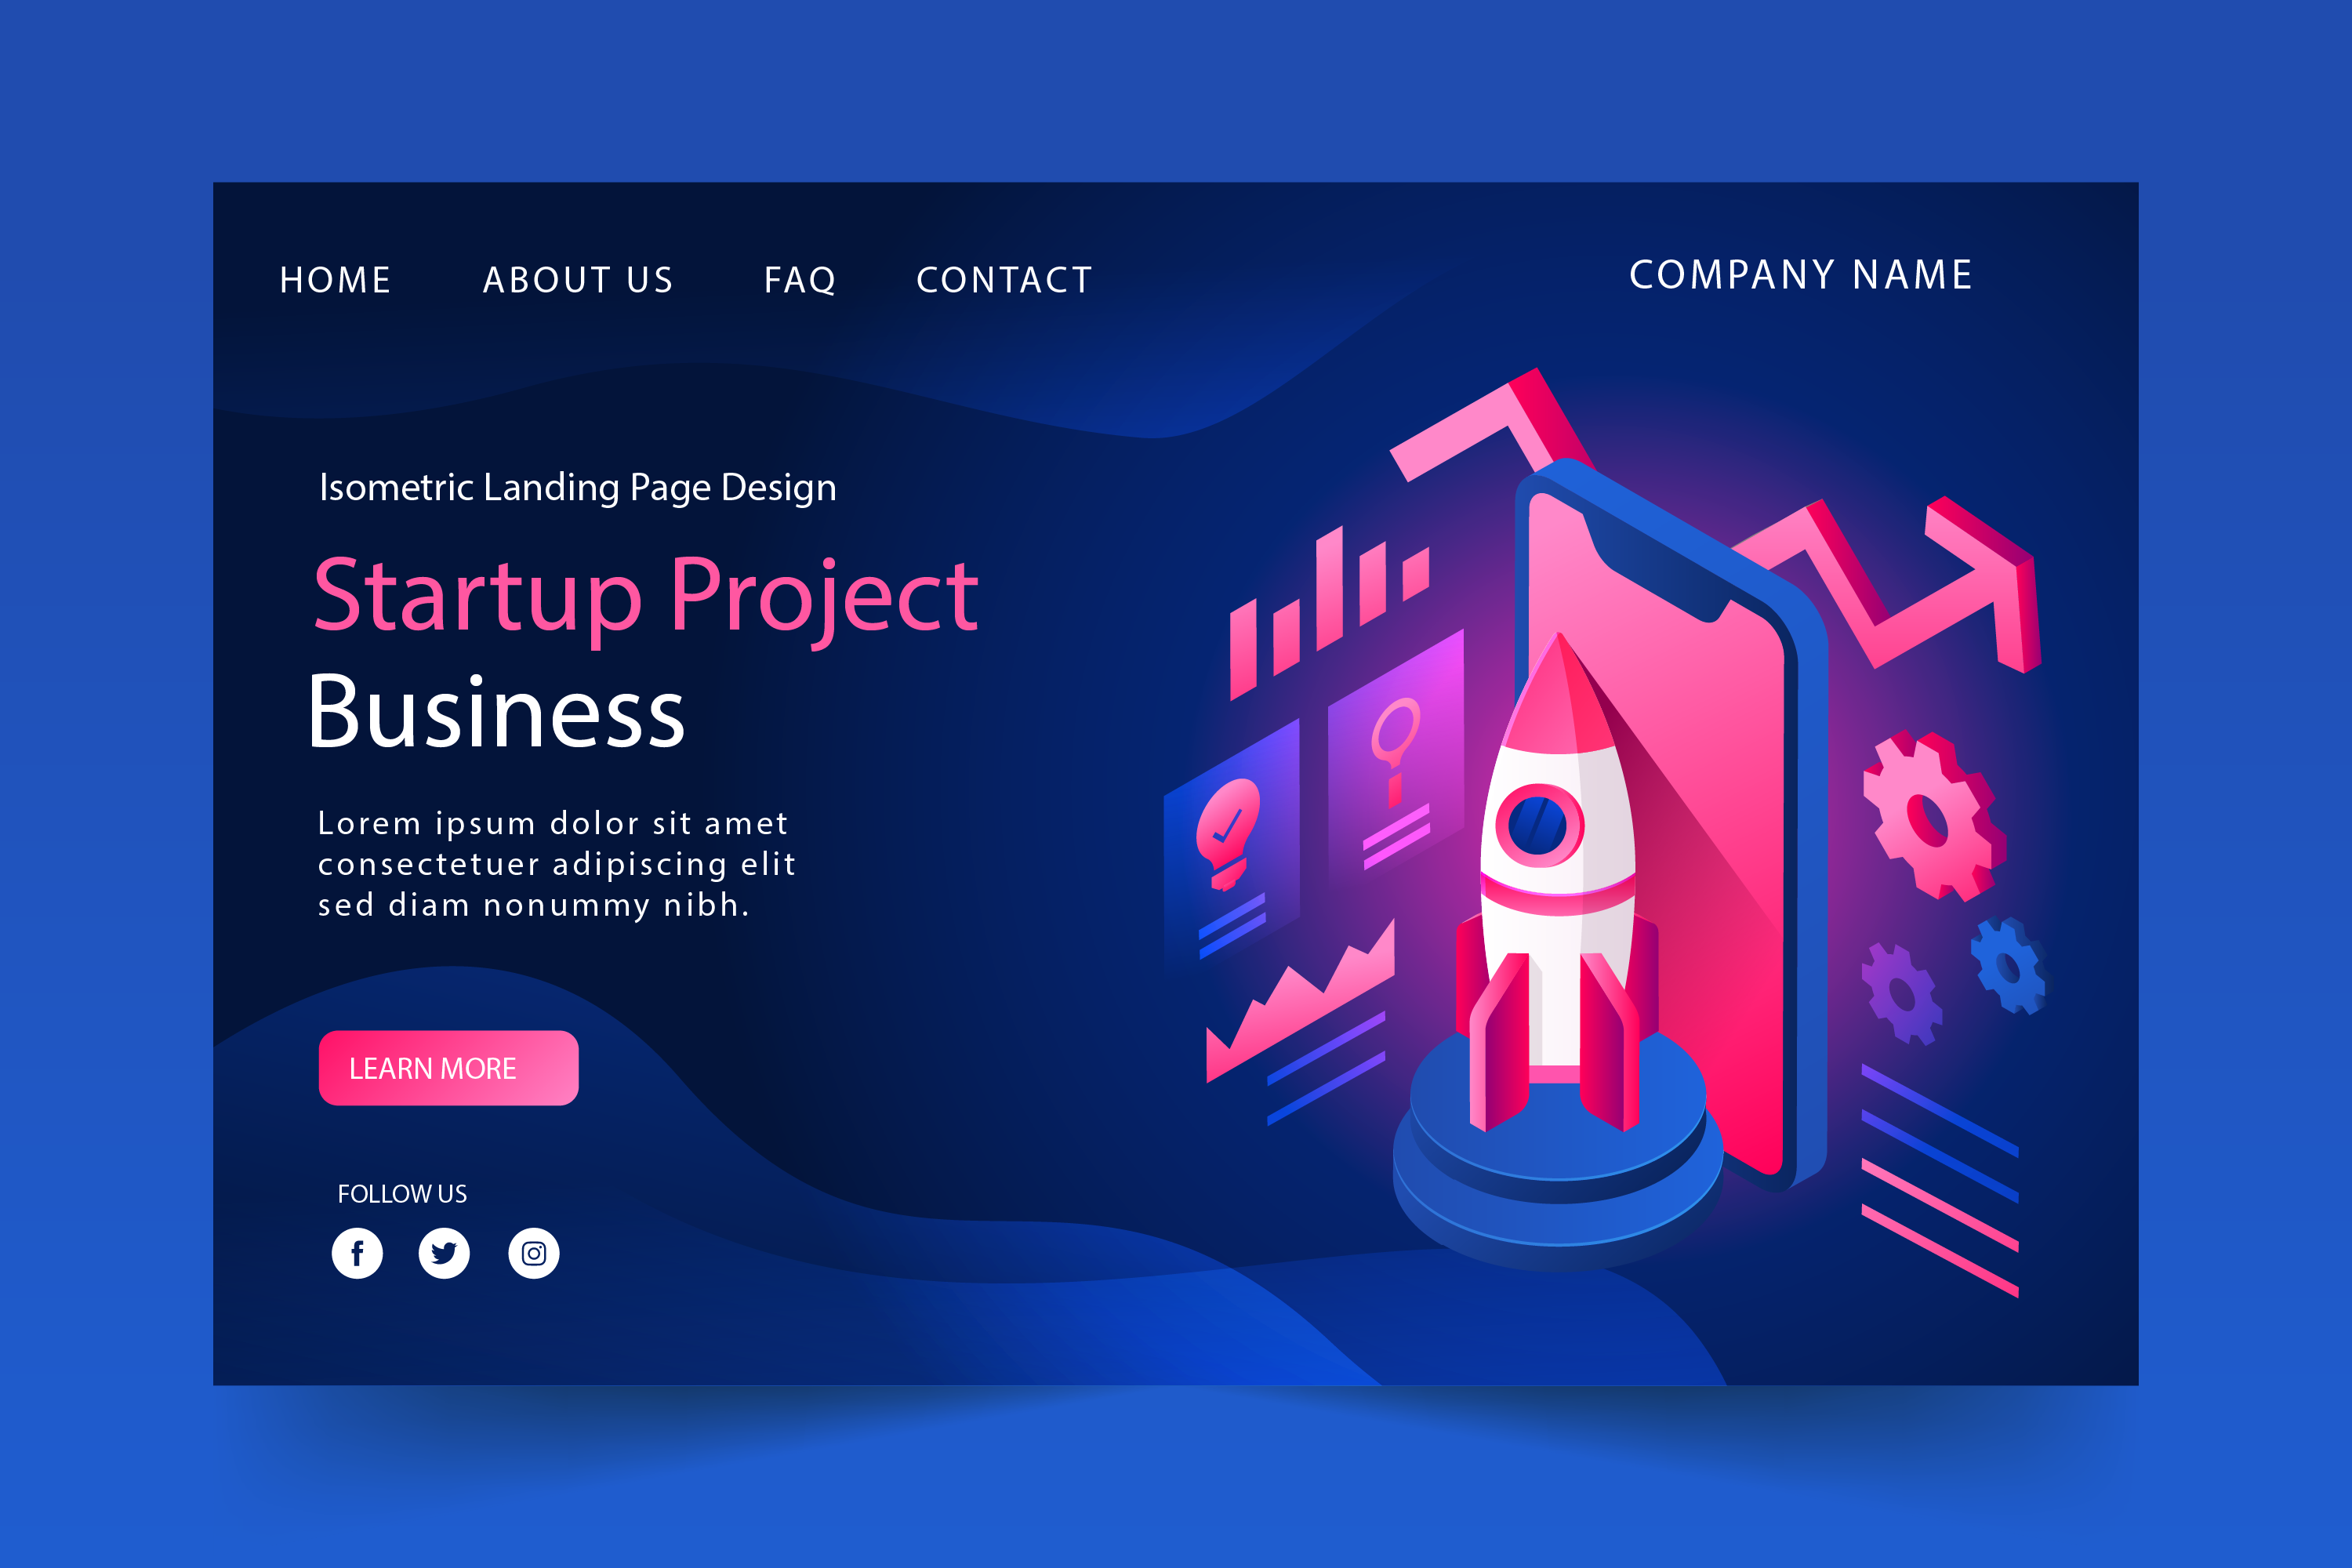 HOME ABOUT US FAQ CONTACT COMPANY NAME
Isometric Landing Page Design
Startup Project
Business
Lorem ipsum dolor sit amet
consectetuer adipiscing elit
sed diam nonummy nibh.
LEARN MORE
FOLLOW US